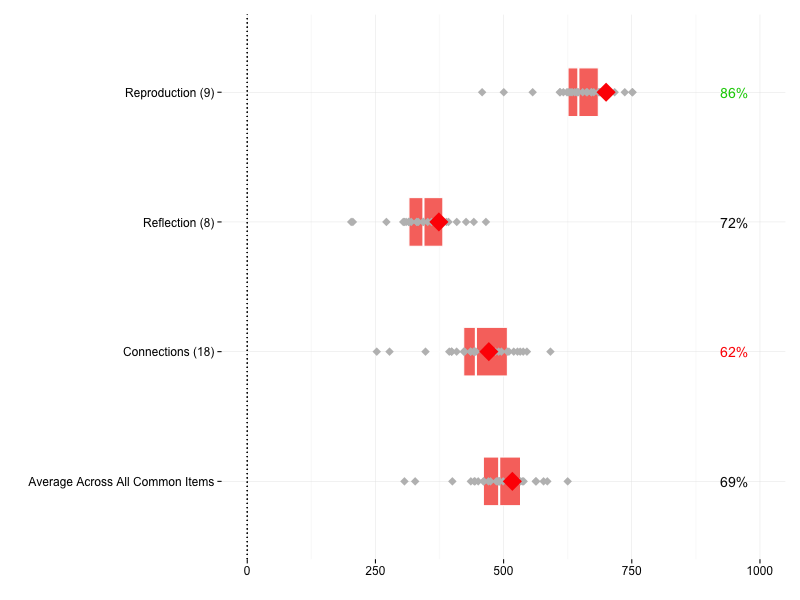 Reproduction (9)
86%
Reflection (8)
72%
Connections (18)
62%
Average Across All Common Items
69%
0 250 500 750 1000